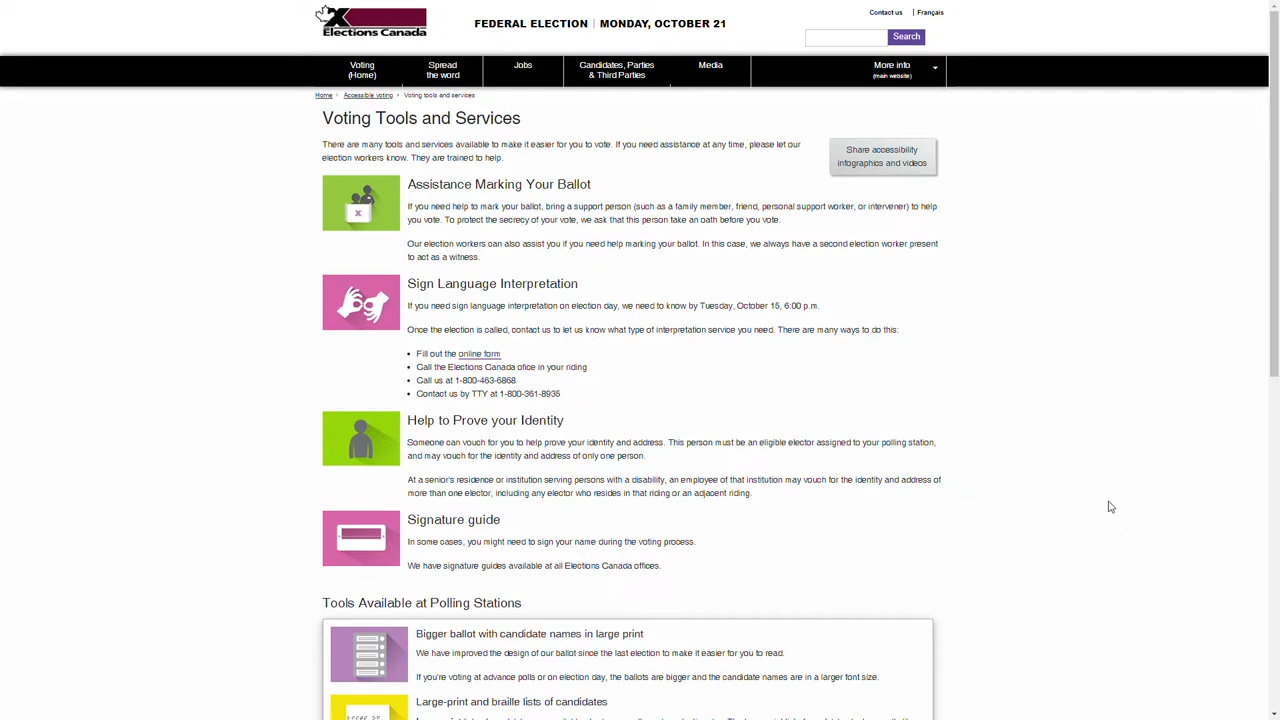 Elections Canada
FEDERAL ELECTION | MONDAY, OCTOBER 21
Contact us | Français
Search
Voting
(Home)
Spread
the word
Jobs
Candidates, Parties
& Third Parties
Media
More info
(main website)
Home › Accessible voting › Voting tools and services
Voting Tools and Services
There are many tools and services available to make it easier for you to vote. If you need assistance at any time, please let our
election workers know. They are trained to help.
Share accessibility
infographics and videos
Assistance Marking Your Ballot
If you need help to mark your ballot, bring a support person (such as a family member, friend, personal support worker, or intervener) to help
you vote. To protect the secrecy of your vote, we ask that this person take an oath before you vote.
Our election workers can also assist you if you need help marking your ballot. In this case, we always have a second election worker present
to act as a witness.
Sign Language Interpretation
If you need sign language interpretation on election day, we need to know by Tuesday, October 15, 6:00 p.m.
Once the election is called, contact us to let us know what type of interpretation service you need. There are many ways to do this:
• Fill out the online form
• Call the Elections Canada ofice in your riding
• Call us at 1-800-463-6868
• Contact us by TTY at 1-800-361-8935
Help to Prove your Identity
Someone can vouch for you to help prove your identity and address. This person must be an eligible elector assigned to your polling station,
and may vouch for the identity and address of only one person.
At a senior's residence or institution serving persons with a disability, an employee of that institution may vouch for the identity and address of
more than one elector, including any elector who resides in that riding or an adjacent riding.
Signature guide
In some cases, you might need to sign your name during the voting process.
We have signature guides available at all Elections Canada offices.
Tools Available at Polling Stations
Bigger ballot with candidate names in large print
We have improved the design of our ballot since the last election to make it easier for you to read.
If you're voting at advance polls or on election day, the ballots are bigger and the candidate names are in a larger font size.
Large-print and braille lists of candidates